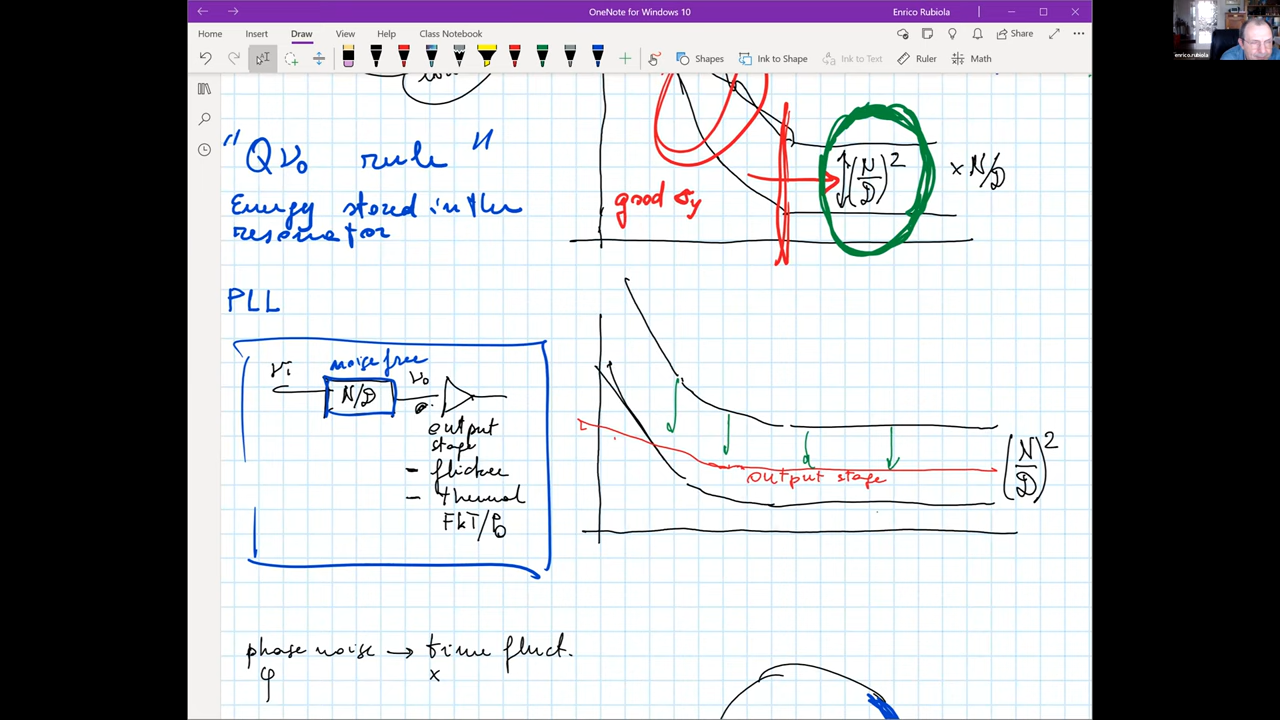 OneNote for Windows 10
Enrico Rubiola
enrico.rubiola
Home Insert Draw View Help Class Notebook
Share
Shapes Ink to Shape Ink to Text Ruler Math
"Qν₀ rule"
Energy stored in the
resonator
good σy
(N/D)² × N/D
PLL
noise free
νi N/D ν₀
output
stage
- flicker
- thermal
FkT/P₀
output stage
(N/D)²
phase noise → time fluct.
φ x